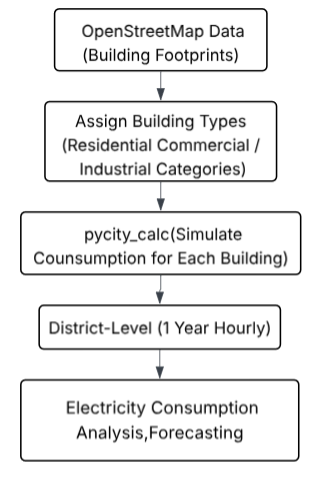 OpenStreetMap Data
(Building Footprints)
Assign Building Types
(Residential Commercial /
Industrial Categories)
pycity_calc(Simulate
Counsumption for Each Building)
District-Level (1 Year Hourly)
Electricity Consumption
Analysis,Forecasting